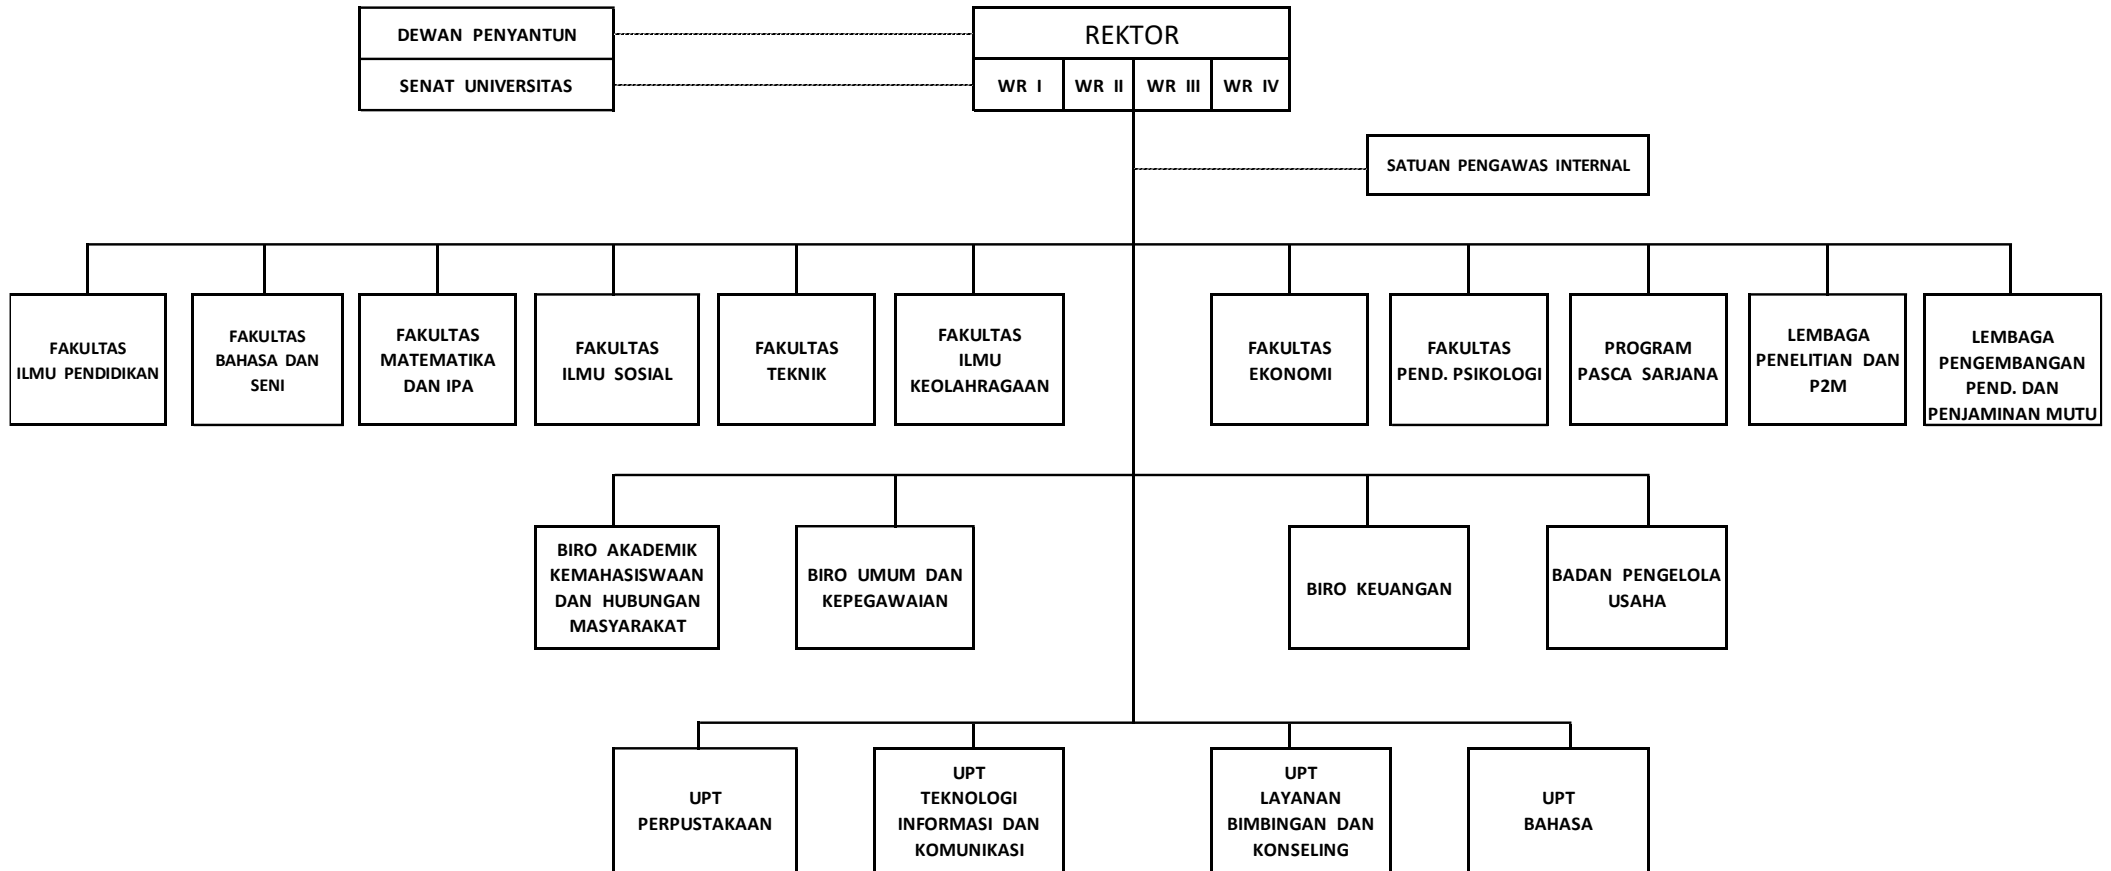 DEWAN PENYANTUN
REKTOR
SENAT UNIVERSITAS
WR I
WR II
WR III
WR IV
SATUAN PENGAWAS INTERNAL
FAKULTAS
ILMU PENDIDIKAN
FAKULTAS
BAHASA DAN
SENI
FAKULTAS
MATEMATIKA
DAN IPA
FAKULTAS
ILMU SOSIAL
FAKULTAS
TEKNIK
FAKULTAS
ILMU
KEOLAHRAGAAN
FAKULTAS
EKONOMI
FAKULTAS
PEND. PSIKOLOGI
PROGRAM
PASCA SARJANA
LEMBAGA
PENELITIAN DAN
P2M
LEMBAGA
PENGEMBANGAN
PEND. DAN
PENJAMINAN MUTU
BIRO AKADEMIK
KEMAHASISWAAN
DAN HUBUNGAN
MASYARAKAT
BIRO UMUM DAN
KEPEGAWAIAN
BIRO KEUANGAN
BADAN PENGELOLA
USAHA
UPT
PERPUSTAKAAN
UPT
TEKNOLOGI
INFORMASI DAN
KOMUNIKASI
UPT
LAYANAN
BIMBINGAN DAN
KONSELING
UPT
BAHASA